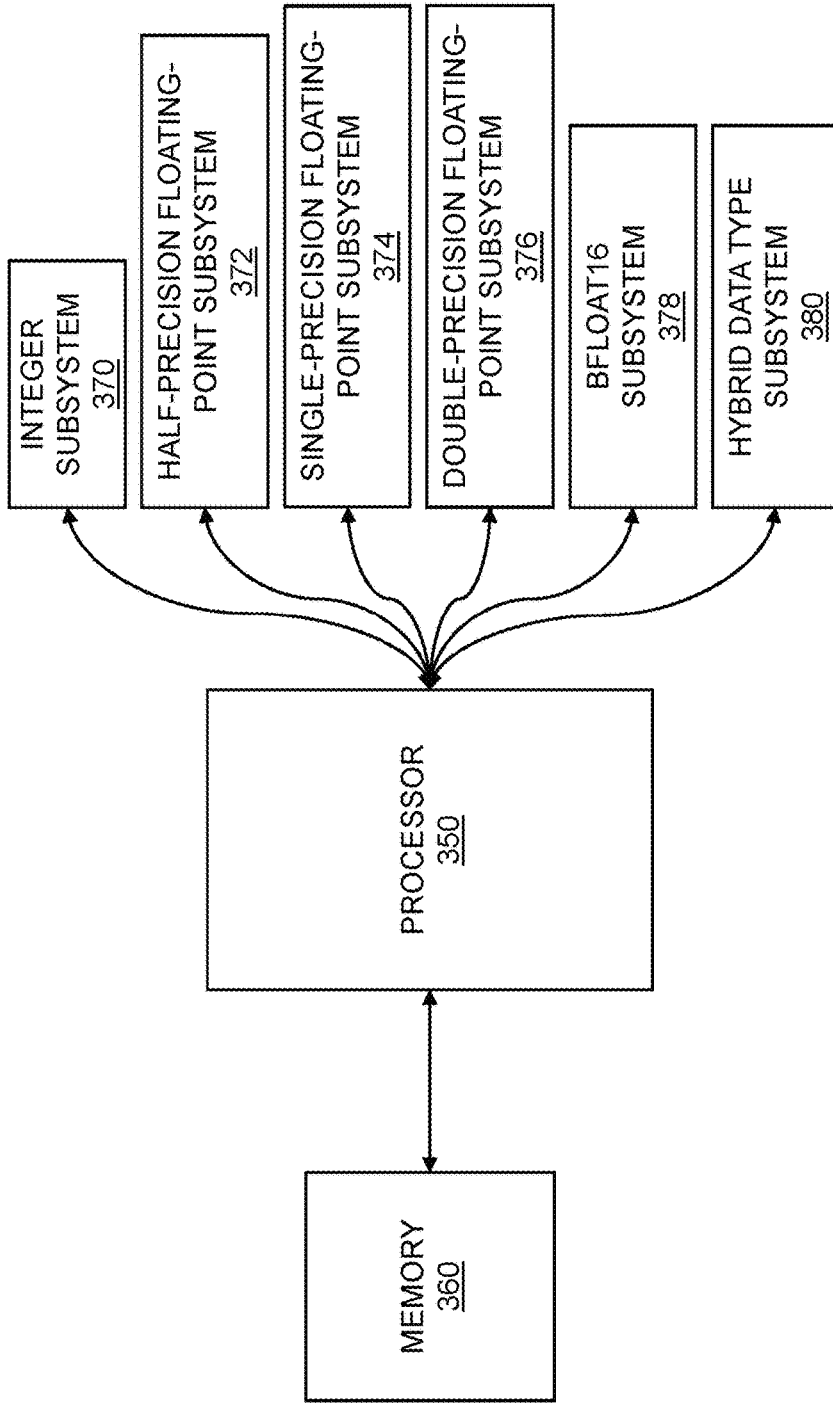 MEMORY
360
PROCESSOR
350
INTEGER
SUBSYSTEM
370
HALF-PRECISION FLOATING-
POINT SUBSYSTEM
372
SINGLE-PRECISION FLOATING-
POINT SUBSYSTEM
374
DOUBLE-PRECISION FLOATING-
POINT SUBSYSTEM
376
BFLOAT16
SUBSYSTEM
378
HYBRID DATA TYPE
SUBSYSTEM
380